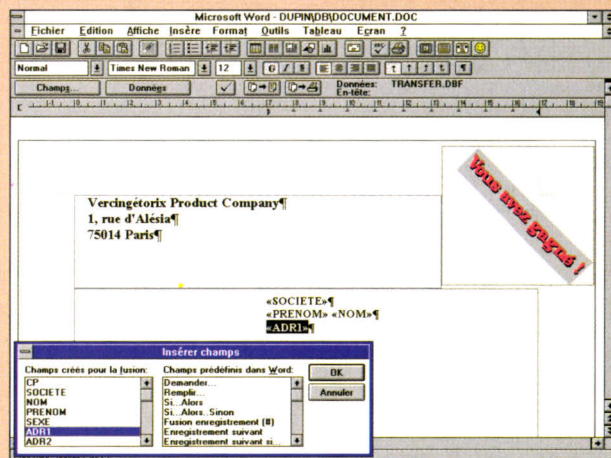 Microsoft Word - DUPIN\DB\DOCUMENT.DOC
Fichier Edition Affiche Insère Format Outils Tableau Ecran ?
Normal Times New Roman 12 G I S
Champs... Données Données: TRANSFER.DBF
En-tête:
Vous avez gagné !
Vercingétorix Product Company¶
1, rue d'Alésia¶
75014 Paris¶
«SOCIETE»¶
«PRENOM» «NOM»¶
«ADR1»¶
Insérer champs
Champs créés pour la fusion: Champs prédéfinis dans Word:
CP Demander...
SOCIETE Remplir...
NOM Si...Alors
PRENOM Si...Alors..Sinon
SEXE Fusion enregistrement (#)
ADR1 Enregistrement suivant
ADR2 Enregistrement suivant si...
OK
Annuler